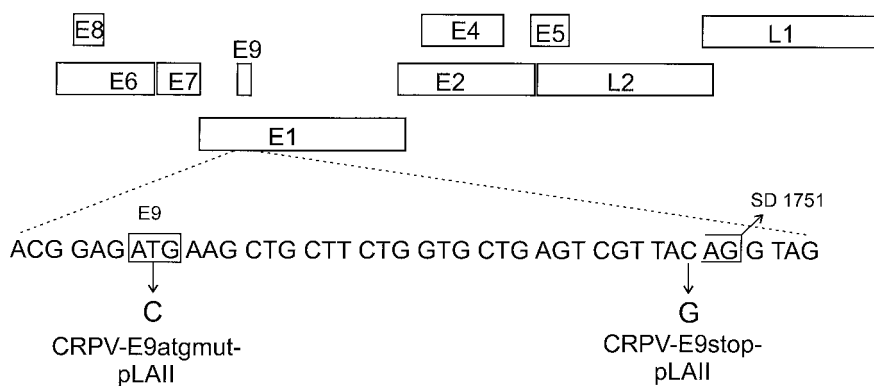 E8 E4 E5 L1
E9
E6 E7 E2 L2
E1
SD 1751
E9
ACG GAG ATG AAG CTG CTT CTG GTG CTG AGT CGT TAC AG G TAG
C G
CRPV-E9atgmut- CRPV-E9stop-
pLAII pLAII